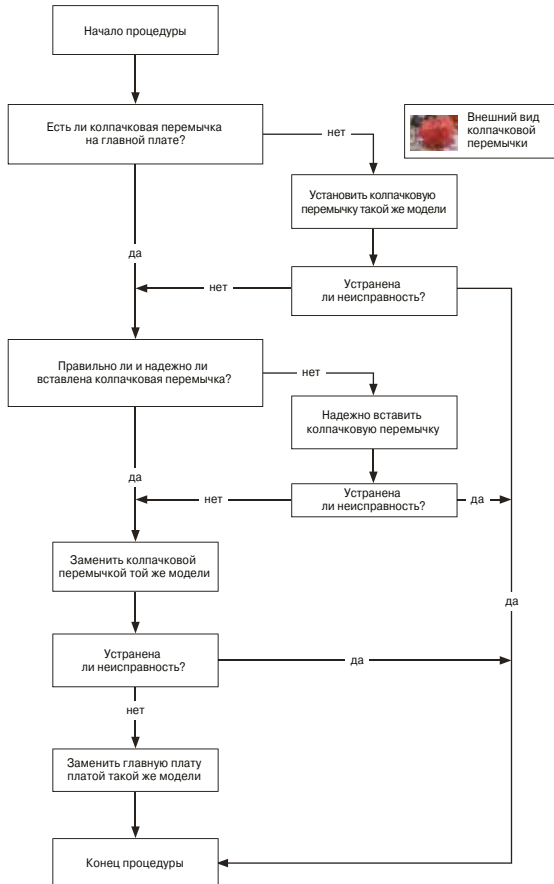 Начало процедуры
Есть ли колпачковая перемычка
на главной плате?
нет
Внешний вид
колпачковой
перемычки
Установить колпачковую
перемычку такой же модели
да
нет
Устранена
ли неисправность?
Правильно ли и надежно ли
вставлена колпачковая перемычка?
нет
Надежно вставить
колпачковую перемычку
да
нет
Устранена
ли неисправность?
да
Заменить колпачковой
перемычкой той же модели
да
Устранена
ли неисправность?
да
нет
Заменить главную плату
платой такой же модели
Конец процедуры